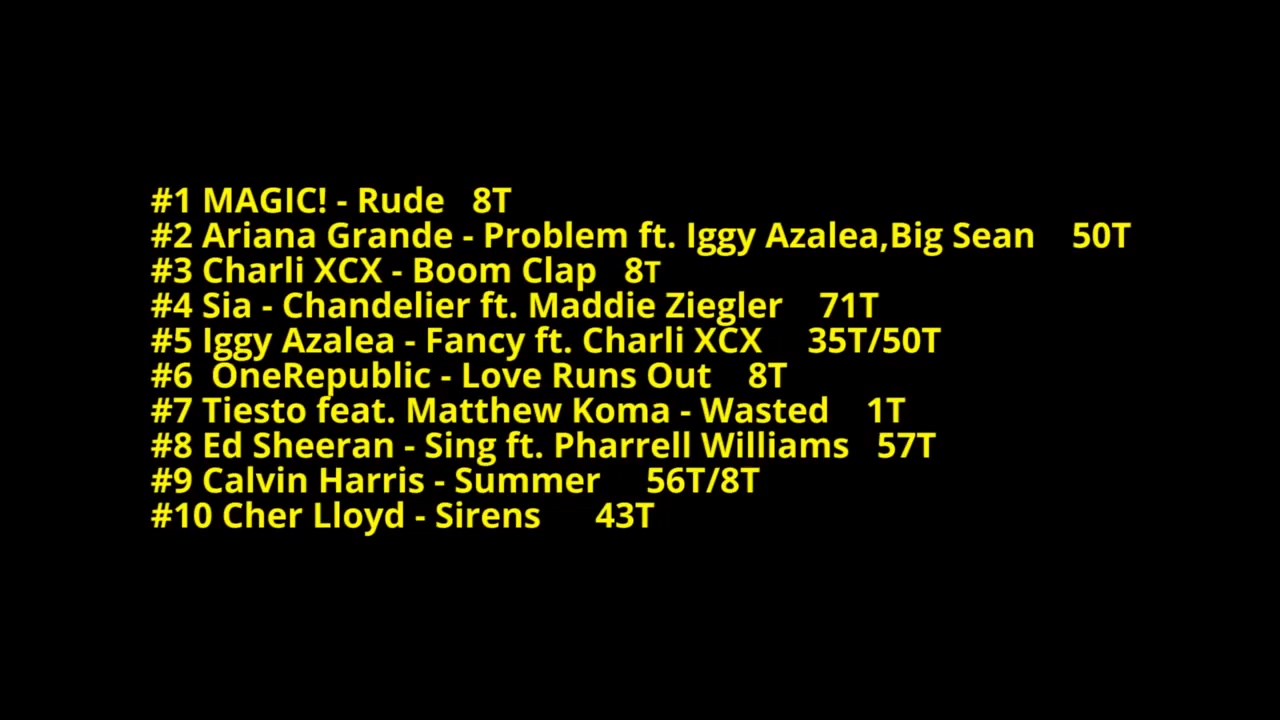 #1 MAGIC! - Rude 8T
#2 Ariana Grande - Problem ft. Iggy Azalea,Big Sean 50T
#3 Charli XCX - Boom Clap 8T
#4 Sia - Chandelier ft. Maddie Ziegler 71T
#5 Iggy Azalea - Fancy ft. Charli XCX 35T/50T
#6 OneRepublic - Love Runs Out 8T
#7 Tiesto feat. Matthew Koma - Wasted 1T
#8 Ed Sheeran - Sing ft. Pharrell Williams 57T
#9 Calvin Harris - Summer 56T/8T
#10 Cher Lloyd - Sirens 43T